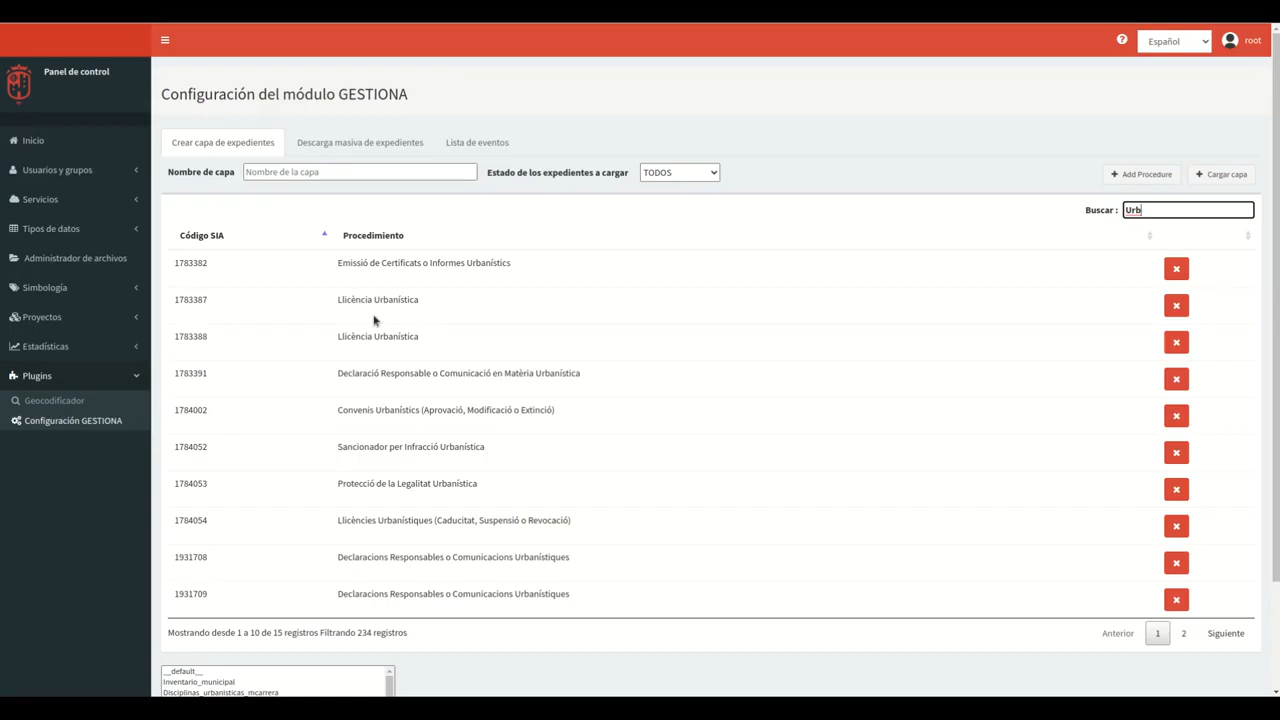 Español
root
Panel de control
Configuración del módulo GESTIONA
Inicio
Usuarios y grupos
Servicios
Tipos de datos
Administrador de archivos
Simbología
Proyectos
Estadísticas
Plugins
Geocodificador
Configuración GESTIONA
Crear capa de expedientes
Descarga masiva de expedientes
Lista de eventos
Nombre de capa
Nombre de la capa
Estado de los expedientes a cargar
TODOS
Add Procedure
Cargar capa
Buscar : Urb
Código SIA Procedimiento
1783382 Emissió de Certificats o Informes Urbanístics
1783387 Llicència Urbanística
1783388 Llicència Urbanística
1783391 Declaració Responsable o Comunicació en Matèria Urbanística
1784002 Convenis Urbanístics (Aprovació, Modificació o Extinció)
1784052 Sancionador per Infracció Urbanística
1784053 Protecció de la Legalitat Urbanística
1784054 Llicències Urbanístiques (Caducitat, Suspensió o Revocació)
1931708 Declaracions Responsables o Comunicacions Urbanístiques
1931709 Declaracions Responsables o Comunicacions Urbanístiques
Mostrando desde 1 a 10 de 15 registros Filtrando 234 registros
Anterior 1 2 Siguiente
__default__
Inventario_municipal
Disciplinas_urbanisticas_mcarrera